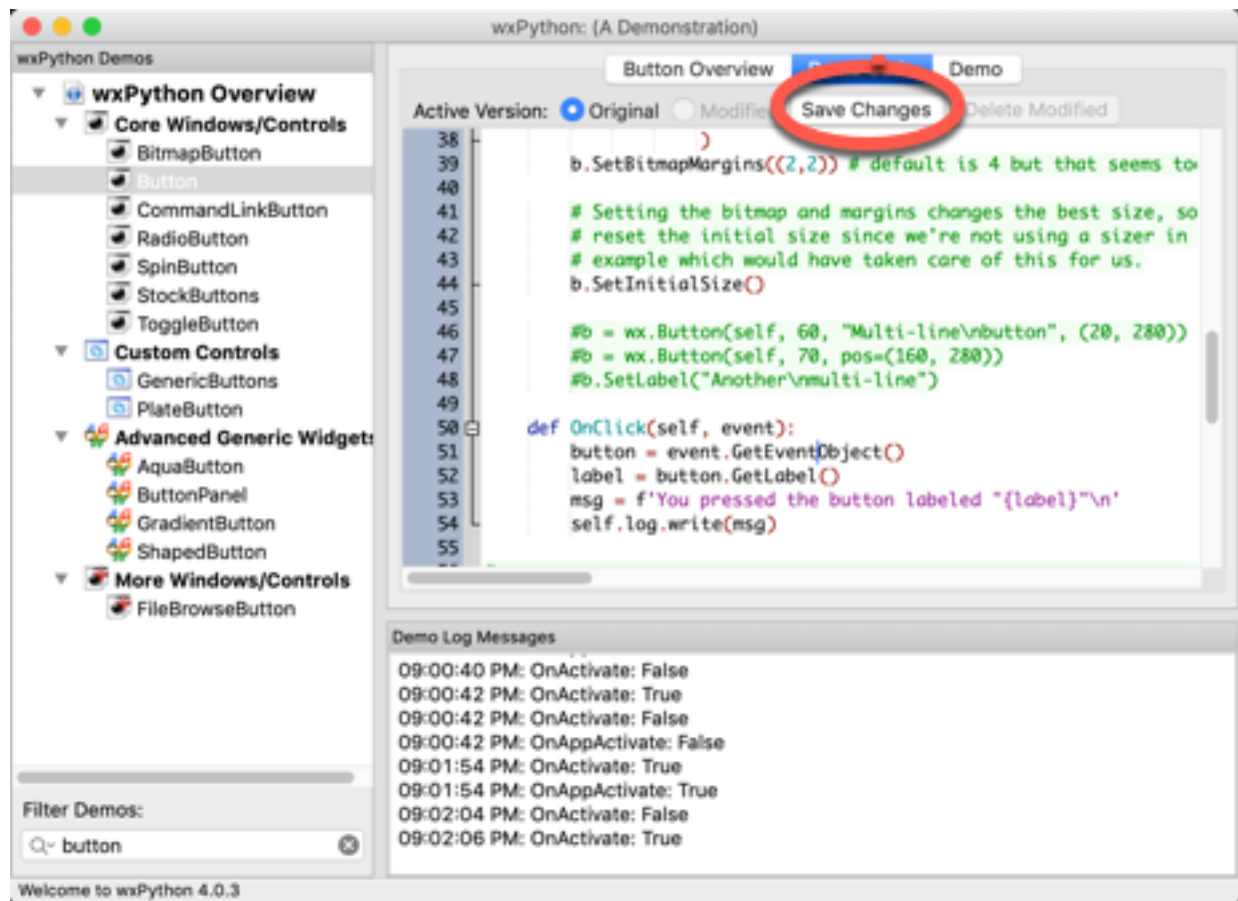 wxPython: (A Demonstration)
wxPython Demos
wxPython Overview
Core Windows/Controls
BitmapButton
Button
CommandLinkButton
RadioButton
SpinButton
StockButtons
ToggleButton
Custom Controls
GenericButtons
PlateButton
Advanced Generic Widgets
AquaButton
ButtonPanel
GradientButton
ShapedButton
More Windows/Controls
FileBrowseButton
Filter Demos:
button
Button Overview Demo
Active Version: Original Modified Save Changes Delete Modified
38 )
39 b.SetBitmapMargins((2,2)) # default is 4 but that seems to
40
41 # Setting the bitmap and margins changes the best size, so
42 # reset the initial size since we're not using a sizer in
43 # example which would have taken care of this for us.
44 b.SetInitialSize()
45
46 #b = wx.Button(self, 60, "Multi-line\nbutton", (20, 280))
47 #b = wx.Button(self, 70, pos=(160, 280))
48 #b.SetLabel("Another\nmulti-line")
49
50 def OnClick(self, event):
51 button = event.GetEventObject()
52 label = button.GetLabel()
53 msg = f'You pressed the button labeled "{label}"\n'
54 self.log.write(msg)
55
Demo Log Messages
09:00:40 PM: OnActivate: False
09:00:42 PM: OnActivate: True
09:00:42 PM: OnActivate: False
09:00:42 PM: OnAppActivate: False
09:01:54 PM: OnActivate: True
09:01:54 PM: OnAppActivate: True
09:02:04 PM: OnActivate: False
09:02:06 PM: OnActivate: True
Welcome to wxPython 4.0.3